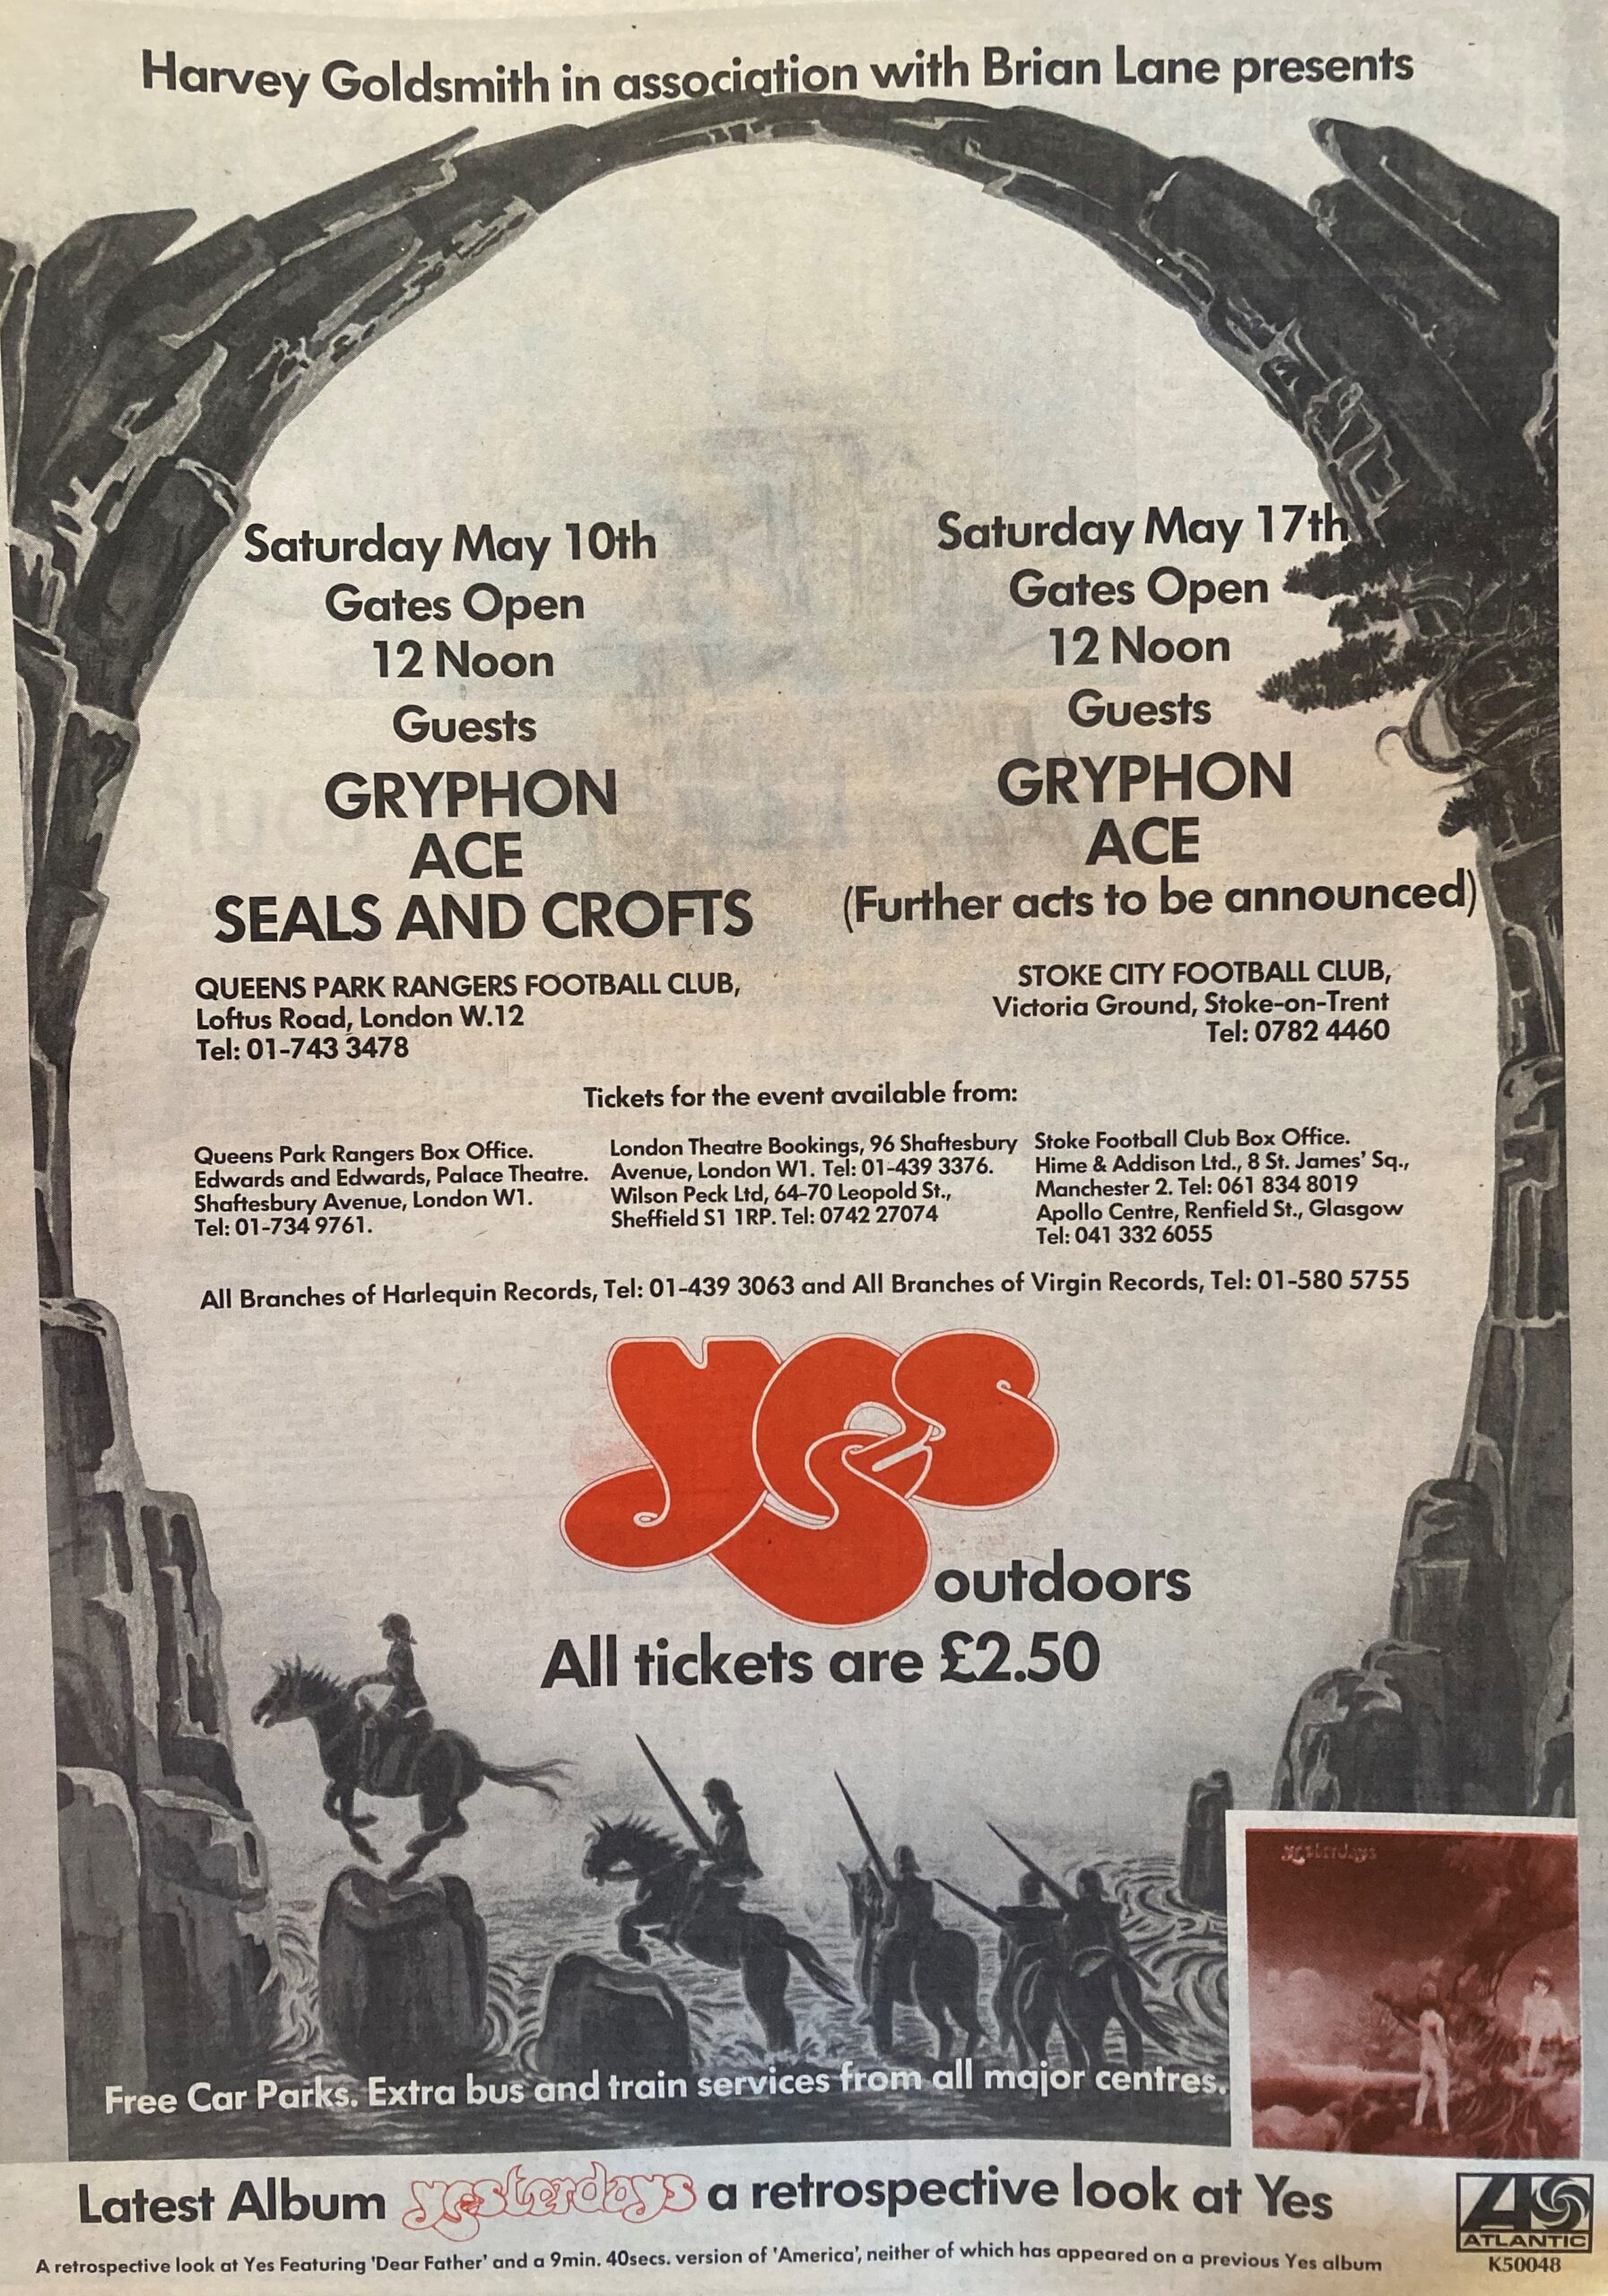 Harvey Goldsmith in association with Brian Lane presents
Saturday May 10th
Gates Open
12 Noon
Guests
GRYPHON
ACE
SEALS AND CROFTS
QUEENS PARK RANGERS FOOTBALL CLUB,
Loftus Road, London W.12
Tel: 01-743 3478
Saturday May 17th
Gates Open
12 Noon
Guests
GRYPHON
ACE
(Further acts to be announced)
STOKE CITY FOOTBALL CLUB,
Victoria Ground, Stoke-on-Trent
Tel: 0782 4460
Tickets for the event available from:
Queens Park Rangers Box Office.
Edwards and Edwards, Palace Theatre.
Shaftesbury Avenue, London W1.
Tel: 01-734 9761.
London Theatre Bookings, 96 Shaftesbury
Avenue, London W1. Tel: 01-439 3376.
Wilson Peck Ltd, 64-70 Leopold St.,
Sheffield S1 1RP. Tel: 0742 27074
Stoke Football Club Box Office.
Hime & Addison Ltd., 8 St. James' Sq.,
Manchester 2. Tel: 061 834 8019
Apollo Centre, Renfield St., Glasgow
Tel: 041 332 6055
All Branches of Harlequin Records, Tel: 01-439 3063 and All Branches of Virgin Records, Tel: 01-580 5755
yes
outdoors
All tickets are £2.50
yesterdays
Free Car Parks. Extra bus and train services from all major centres.
Latest Album yesterdays a retrospective look at Yes
A retrospective look at Yes Featuring 'Dear Father' and a 9min. 40secs. version of 'America', neither of which has appeared on a previous Yes album
ATLANTIC
K50048